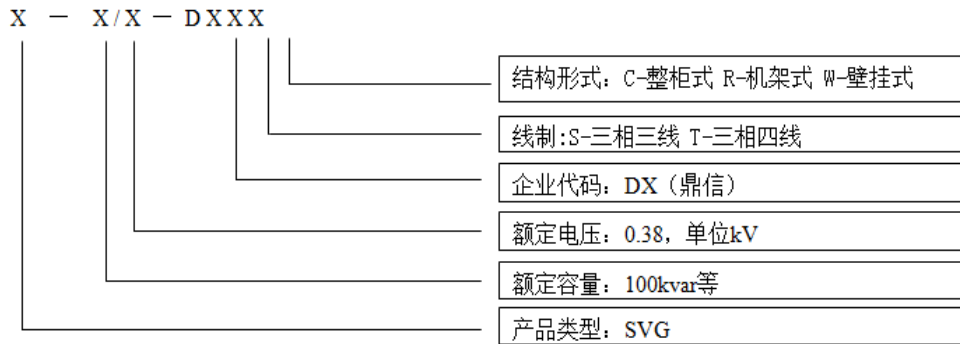 X － X/X－DXXX
结构形式：C-整柜式 R-机架式 W-壁挂式
线制:S-三相三线 T-三相四线
企业代码：DX（鼎信）
额定电压：0.38，单位kV
额定容量：100kvar等
产品类型：SVG